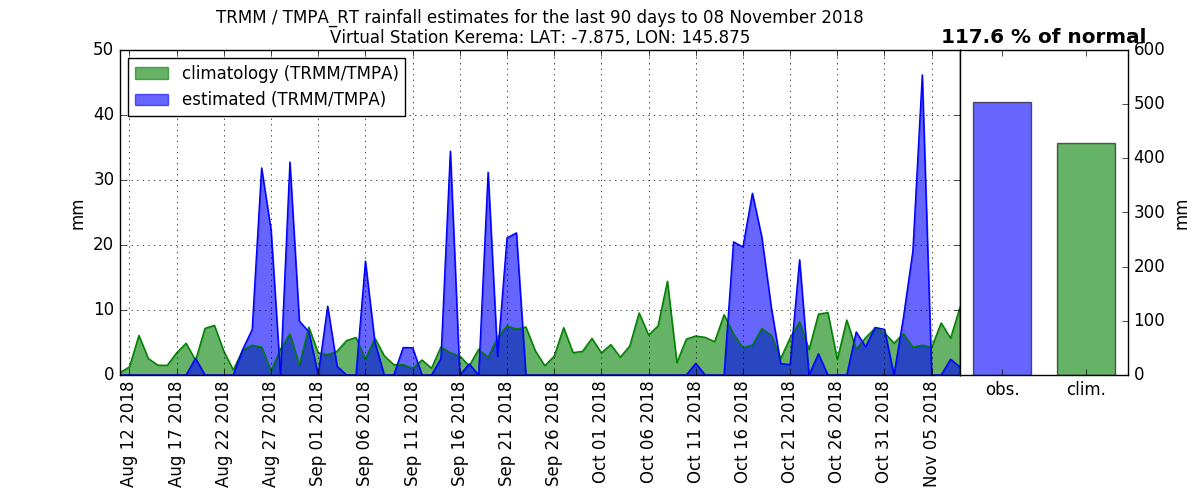 TRMM / TMPA_RT rainfall estimates for the last 90 days to 08 November 2018
Virtual Station Kerema: LAT: -7.875, LON: 145.875
117.6 % of normal
climatology (TRMM/TMPA)
estimated (TRMM/TMPA)
mm
50
40
30
20
10
0
Aug 12 2018
Aug 17 2018
Aug 22 2018
Aug 27 2018
Sep 01 2018
Sep 06 2018
Sep 11 2018
Sep 16 2018
Sep 21 2018
Sep 26 2018
Oct 01 2018
Oct 06 2018
Oct 11 2018
Oct 16 2018
Oct 21 2018
Oct 26 2018
Oct 31 2018
Nov 05 2018
obs.
clim.
600
500
400
300
200
100
0
mm